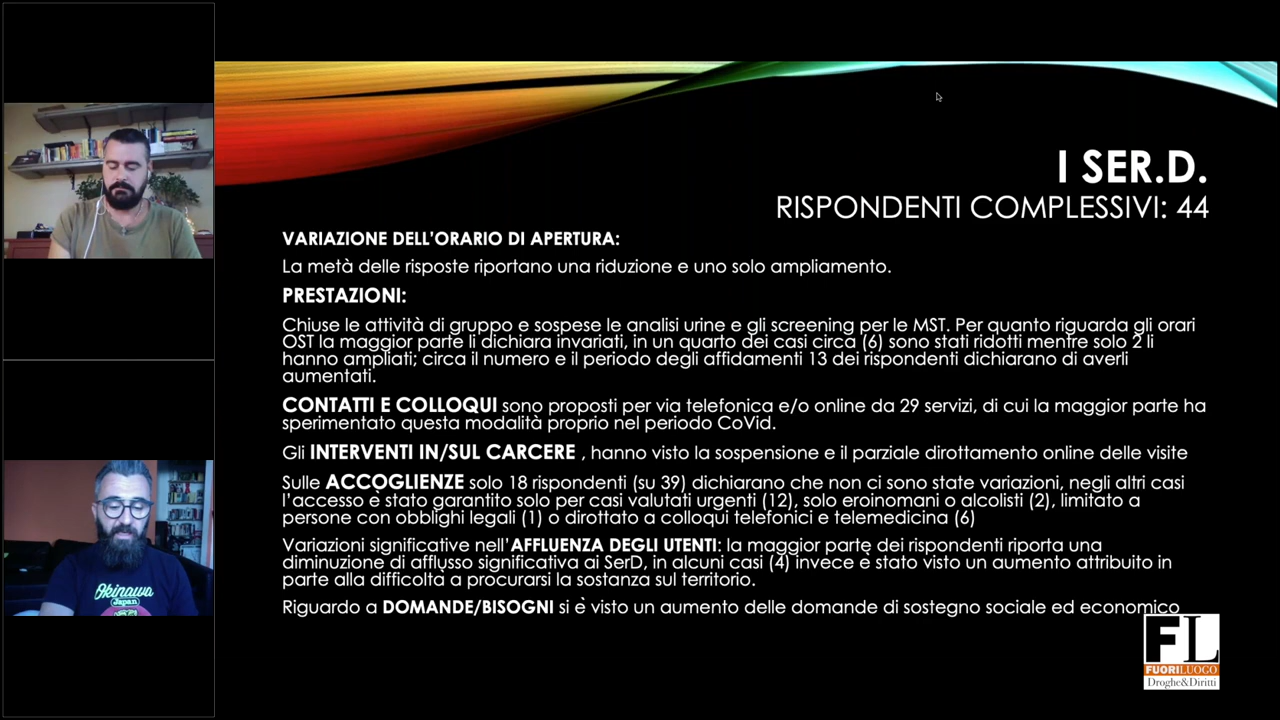 I SER.D.
RISPONDENTI COMPLESSIVI: 44
VARIAZIONE DELL'ORARIO DI APERTURA:
La metà delle risposte riportano una riduzione e uno solo ampliamento.
PRESTAZIONI:
Chiuse le attività di gruppo e sospese le analisi urine e gli screening per le MST. Per quanto riguarda gli orari
OST la maggior parte li dichiara invariati, in un quarto dei casi circa (6) sono stati ridotti mentre solo 2 li
hanno ampliati; circa il numero e il periodo degli affidamenti 13 dei rispondenti dichiarano di averli
aumentati.
CONTATTI E COLLOQUI sono proposti per via telefonica e/o online da 29 servizi, di cui la maggior parte ha
sperimentato questa modalità proprio nel periodo CoVid.
Gli INTERVENTI IN/SUL CARCERE , hanno visto la sospensione e il parziale dirottamento online delle visite
Sulle ACCOGLIENZE solo 18 rispondenti (su 39) dichiarano che non ci sono state variazioni, negli altri casi
l'accesso è stato garantito solo per casi valutati urgenti (12), solo eroinomani o alcolisti (2), limitato a
persone con obblighi legali (1) o dirottato a colloqui telefonici e telemedicina (6)
Variazioni significative nell'AFFLUENZA DEGLI UTENTI: la maggior parte dei rispondenti riporta una
diminuzione di afflusso significativa ai SerD, in alcuni casi (4) invece è stato visto un aumento attribuito in
parte alla difficoltà a procurarsi la sostanza sul territorio.
Riguardo a DOMANDE/BISOGNI si è visto un aumento delle domande di sostegno sociale ed economico
FL
FUORILUOGO
Droghe&Diritti
Okinawa
Japan